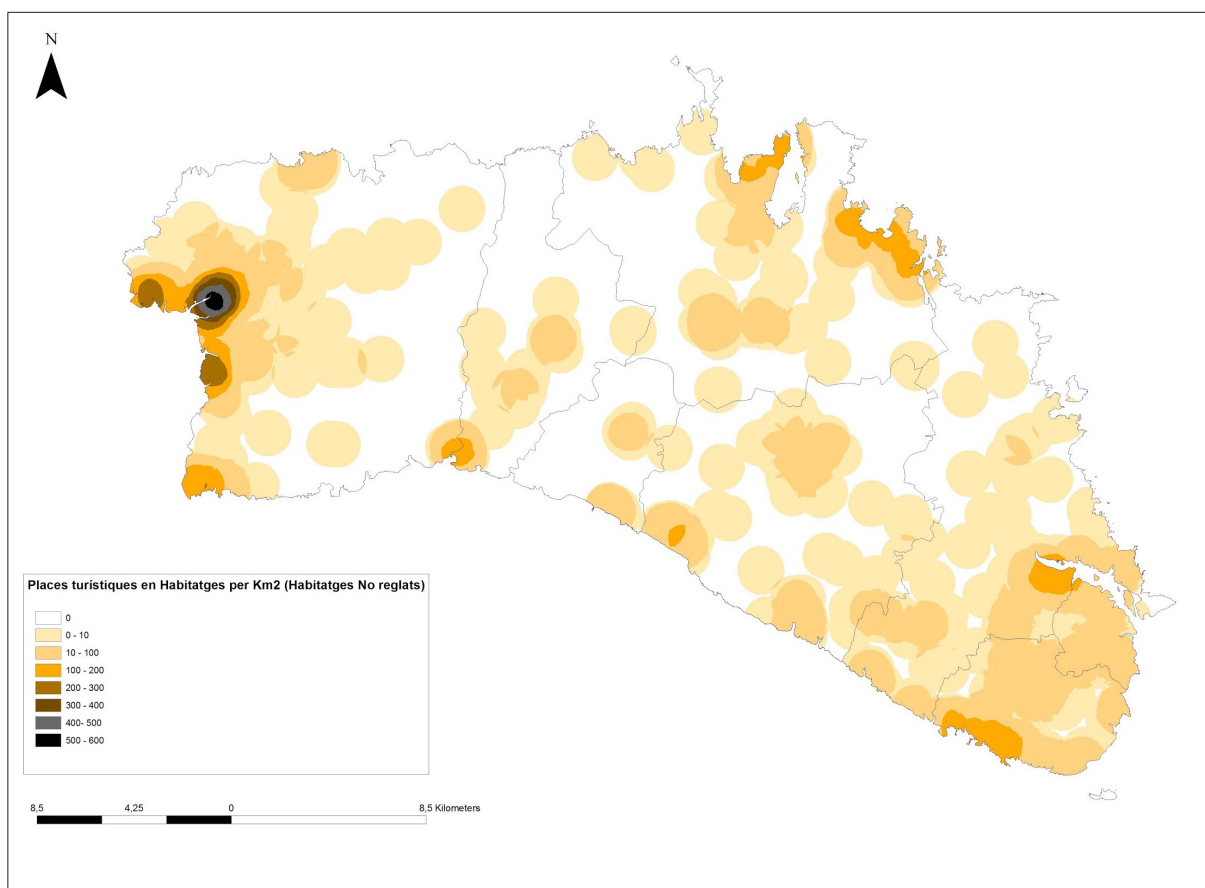 N
Places turístiques en Habitatges per Km2 (Habitatges No reglats)
0
0 - 10
10 - 100
100 - 200
200 - 300
300 - 400
400- 500
500 - 600
8,5 4,25 0 8,5 Kilometers